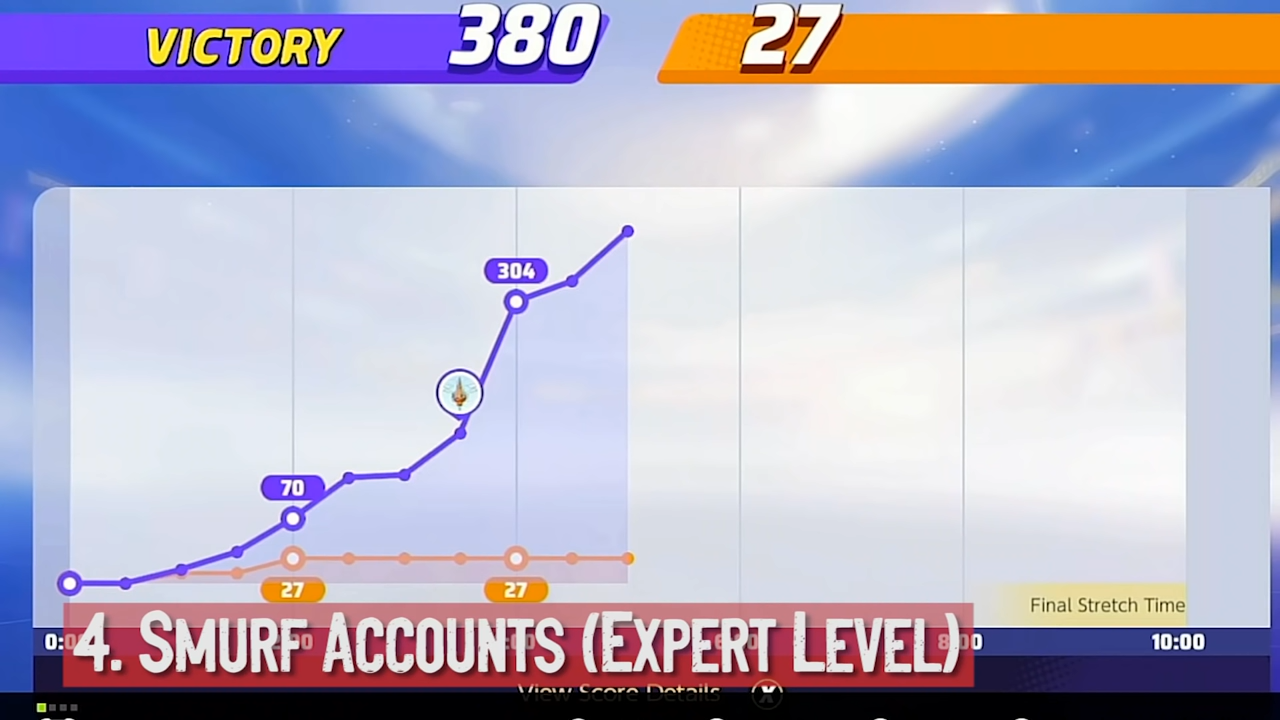 VICTORY 380 27
304
70
27 27
Final Stretch Time
4. SMURF ACCOUNTS (EXPERT LEVEL)
10:00
View Score Details X